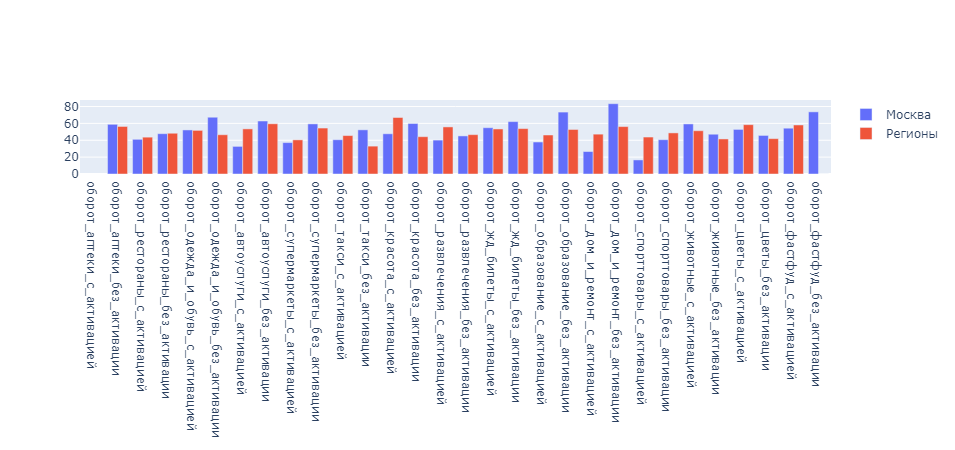 80
60
40
20
0
Москва
Регионы
оборот_аптеки_с_активацией
оборот_аптеки_без_активации
оборот_рестораны_с_активацией
оборот_рестораны_без_активации
оборот_одежда_и_обувь_с_активацией
оборот_одежда_и_обувь_без_активации
оборот_автоуслуги_с_активацией
оборот_автоуслуги_без_активации
оборот_супермаркеты_с_активацией
оборот_супермаркеты_без_активации
оборот_такси_с_активацией
оборот_такси_без_активации
оборот_красота_с_активацией
оборот_красота_без_активации
оборот_развлечения_с_активацией
оборот_развлечения_без_активации
оборот_жд_билеты_с_активацией
оборот_жд_билеты_без_активации
оборот_образование_с_активацией
оборот_образование_без_активации
оборот_дом_и_ремонт_с_активацией
оборот_дом_и_ремонт_без_активации
оборот_спорттовары_с_активацией
оборот_спорттовары_без_активации
оборот_животные_с_активацией
оборот_животные_без_активации
оборот_цветы_с_активацией
оборот_цветы_без_активации
оборот_фастфуд_с_активацией
оборот_фастфуд_без_активации